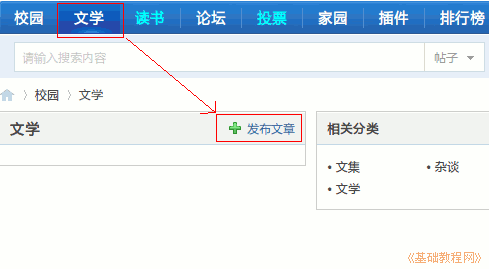 校园 文学 读书 论坛 投票 家园 插件 排行榜
请输入搜索内容 帖子
校园 文学
文学 发布文章 相关分类
• 文集 • 杂谈
• 文学
《基础教程网》